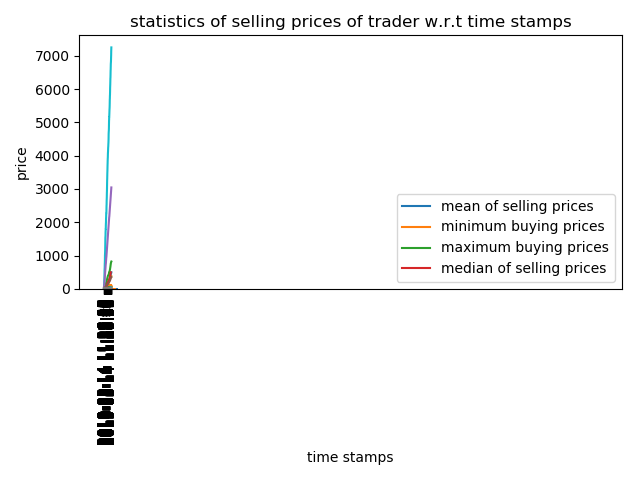 statistics of selling prices of trader w.r.t time stamps
7000
6000
5000
4000
3000
2000
1000
0
price
mean of selling prices
minimum buying prices
maximum buying prices
median of selling prices
time stamps